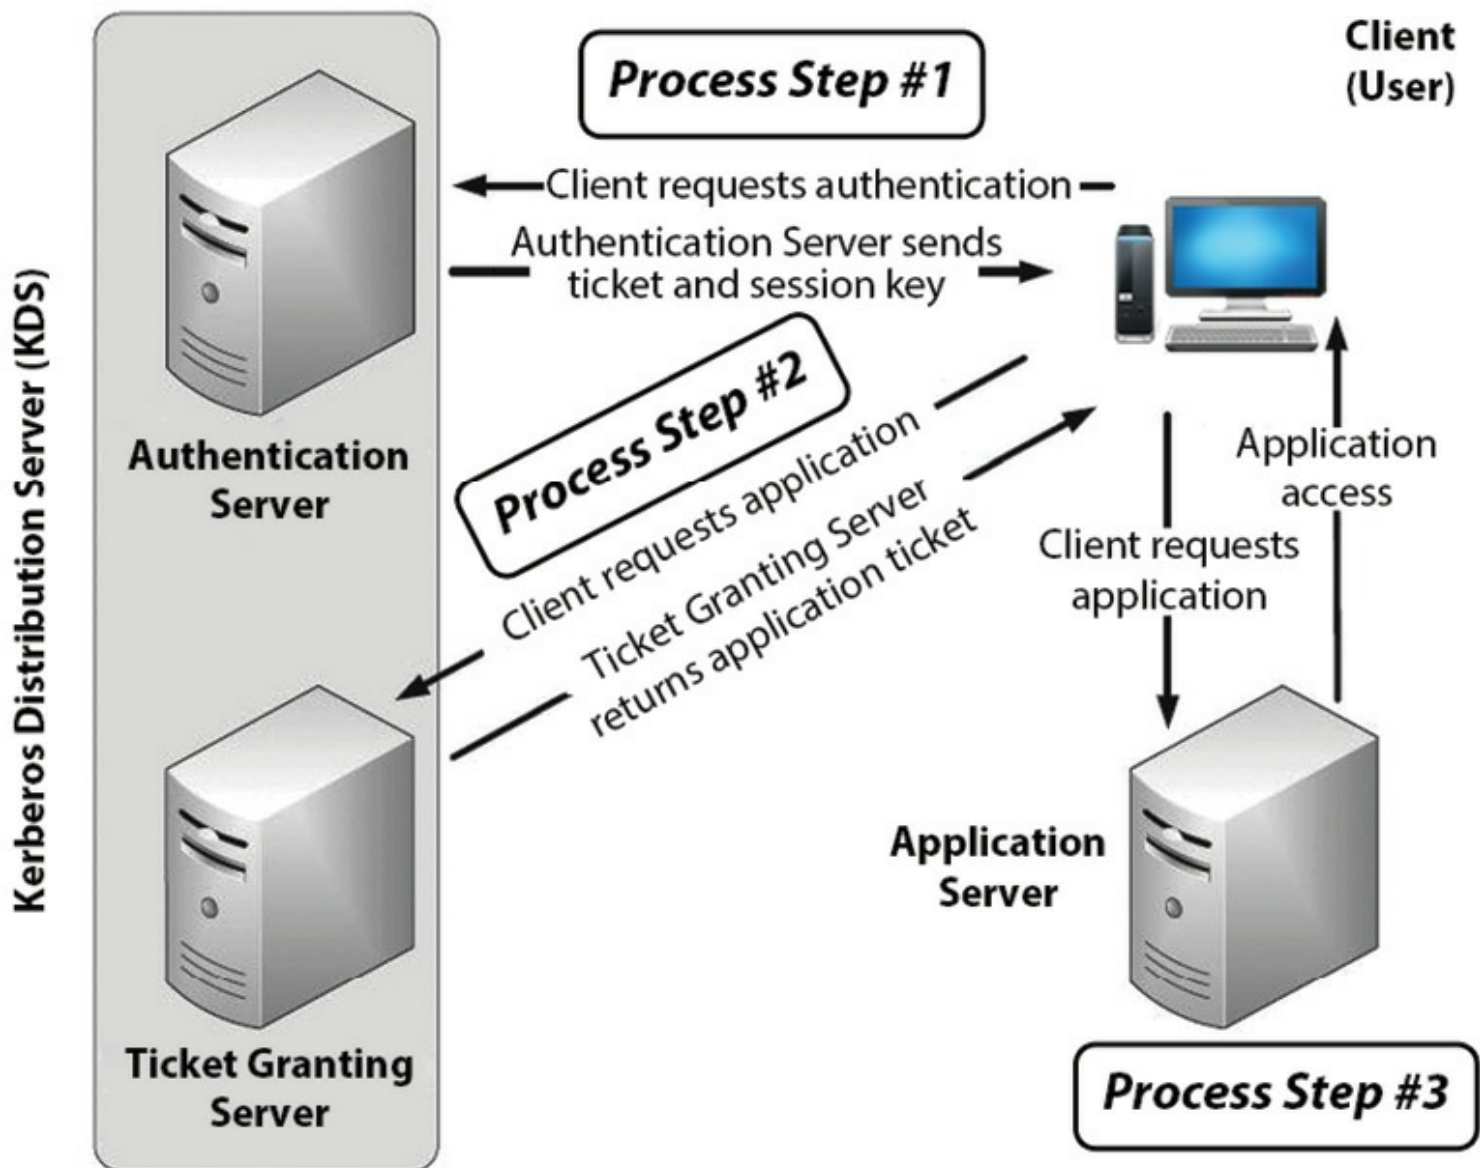 Process Step #1
Client
(User)
Client requests authentication
Authentication Server sends
ticket and session key
Kerberos Distribution Server (KDS)
Authentication
Server
Process Step #2
Client requests application
Ticket Granting Server
returns application ticket
Application
access
Client requests
application
Application
Server
Ticket Granting
Server
Process Step #3